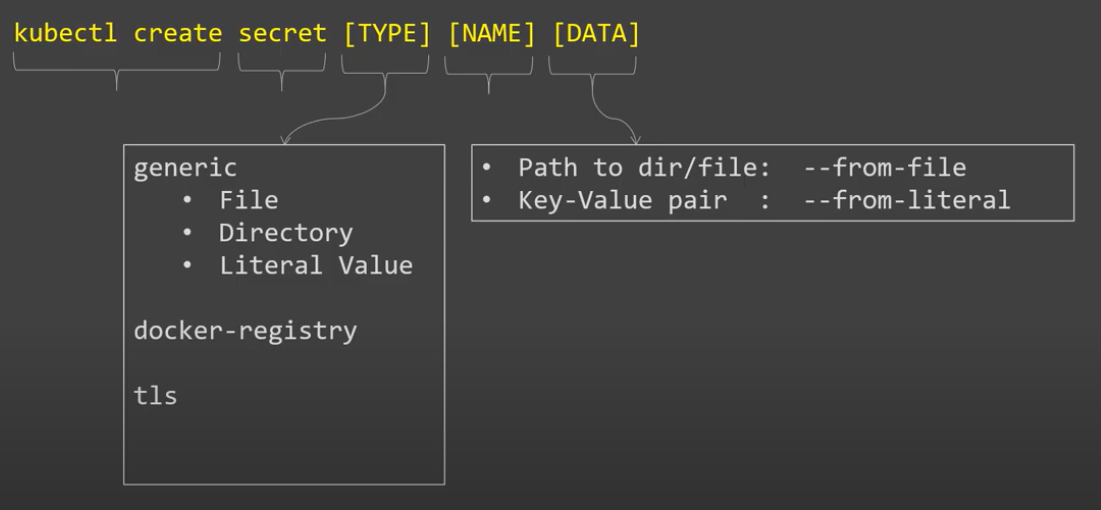 kubectl create secret [TYPE] [NAME] [DATA]
generic
• File
• Directory
• Literal Value
docker-registry
tls
• Path to dir/file: --from-file
• Key-Value pair : --from-literal